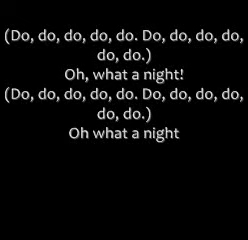 (Do, do, do, do, do. Do, do, do, do,
do, do.)
Oh, what a night!
(Do, do, do, do, do. Do, do, do, do,
do, do.)
Oh what a night